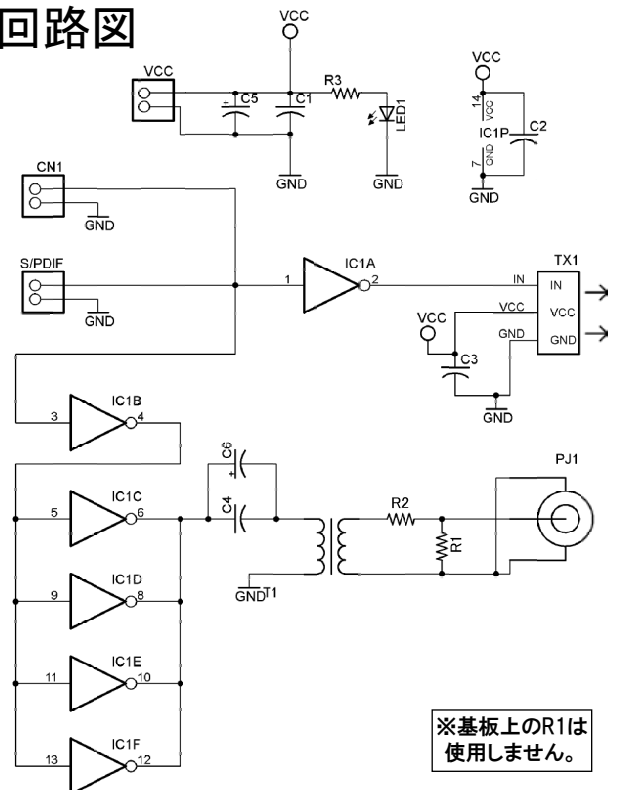 回路図
VCC
VCC
R3
C5
C1
LED1
GND
GND
VCC
14
VCC
IC1P
C2
7
GND
GND
CN1
GND
S/PDIF
GND
1
IC1A
2
IN
TX1
IN
VCC
VCC
GND
GND
VCC
C3
GND
3
IC1B
4
5
IC1C
6
9
IC1D
8
11
IC1E
10
13
IC1F
12
C6
C4
GND
T1
R2
R1
PJ1
※基板上のR1は
使用しません。